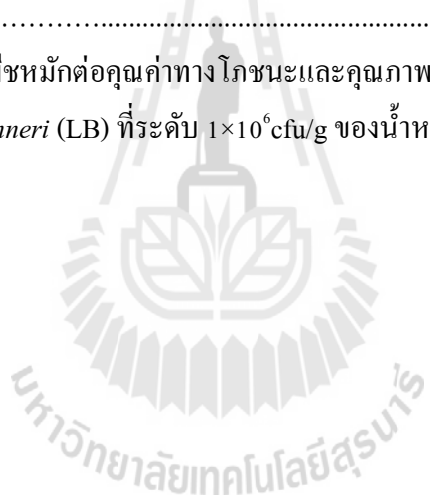 …………...............................................................
ืชหมักต่อคุณค่าทางโภชนะและคุณภาพ
nneri (LB) ที่ระดับ 1×10⁶cfu/g ของน้ำห
มหาวิทยาลัยเทคโนโลยีสุรนารี